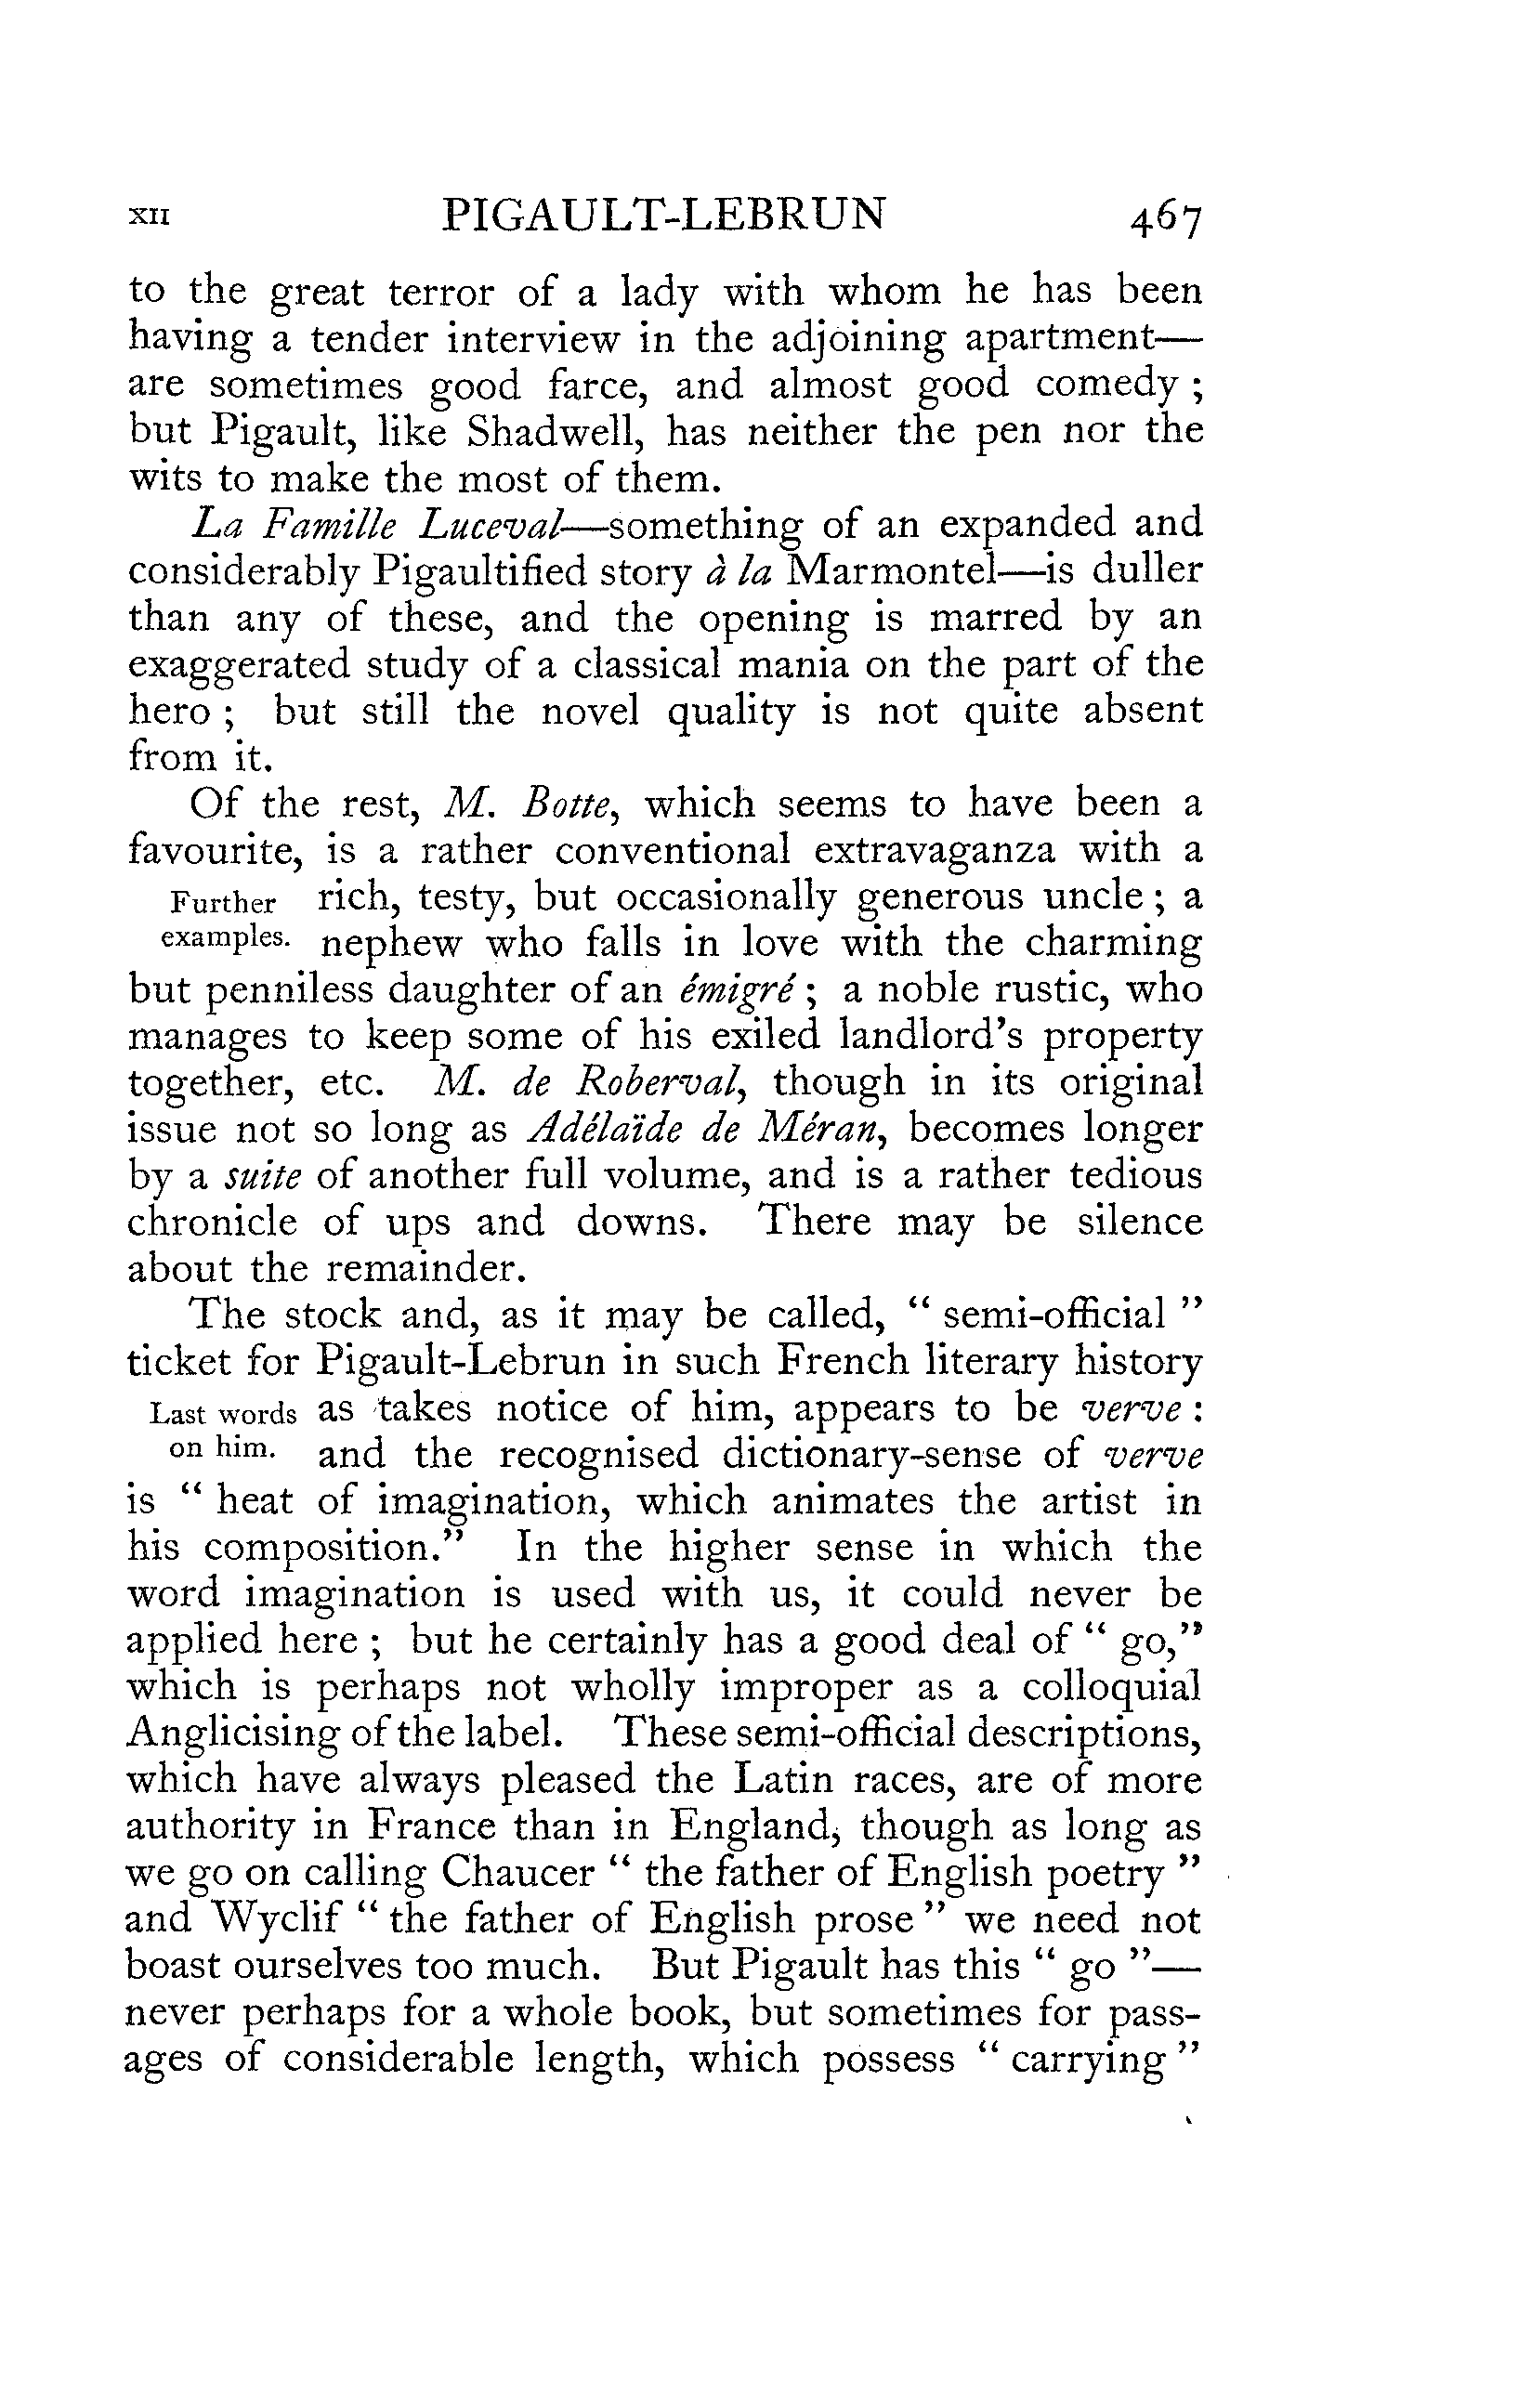 XII PIGAULT-LEBRUN 467
to the great terror of a lady with whom he has been
having a tender interview in the adjoining apartment—
are sometimes good farce, and almost good comedy ;
but Pigault, like Shadwell, has neither the pen nor the
wits to make the most of them.
La Famille Luceval—something of an expanded and
considerably Pigaultified story à la Marmontel—is duller
than any of these, and the opening is marred by an
exaggerated study of a classical mania on the part of the
hero ; but still the novel quality is not quite absent
from it.
Of the rest, M. Botte, which seems to have been a
favourite, is a rather conventional extravaganza with a
Further rich, testy, but occasionally generous uncle ; a
examples. nephew who falls in love with the charming
but penniless daughter of an émigré ; a noble rustic, who
manages to keep some of his exiled landlord's property
together, etc. M. de Roberval, though in its original
issue not so long as Adélaïde de Méran, becomes longer
by a suite of another full volume, and is a rather tedious
chronicle of ups and downs. There may be silence
about the remainder.
The stock and, as it may be called, “ semi-official ”
ticket for Pigault-Lebrun in such French literary history
Last words as takes notice of him, appears to be verve :
on him. and the recognised dictionary-sense of verve
is “ heat of imagination, which animates the artist in
his composition.” In the higher sense in which the
word imagination is used with us, it could never be
applied here ; but he certainly has a good deal of “ go,”
which is perhaps not wholly improper as a colloquial
Anglicising of the label. These semi-official descriptions,
which have always pleased the Latin races, are of more
authority in France than in England, though as long as
we go on calling Chaucer “ the father of English poetry ”
and Wyclif “ the father of English prose ” we need not
boast ourselves too much. But Pigault has this “ go ”—
never perhaps for a whole book, but sometimes for pass-
ages of considerable length, which possess “ carrying ”